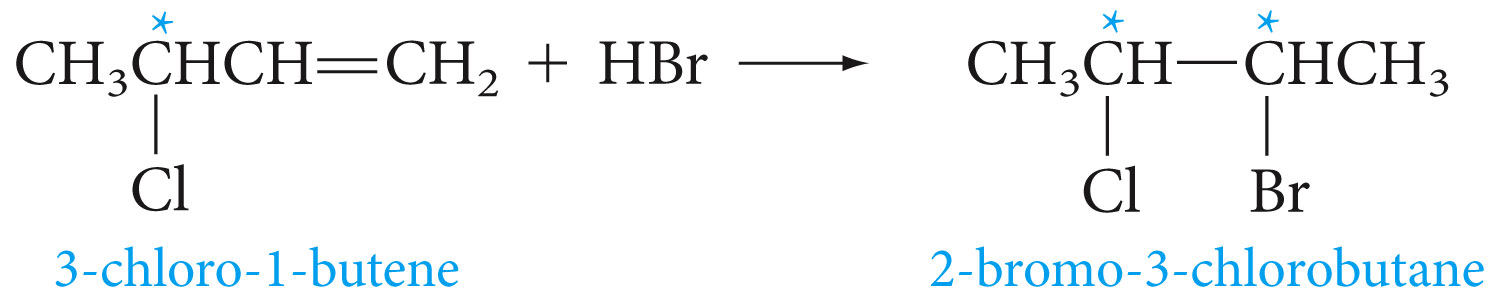 * * *
CH₃CHCH=CH₂ + HBr ⟶ CH₃CH—CHCH₃
Cl Cl Br
3-chloro-1-butene 2-bromo-3-chlorobutane